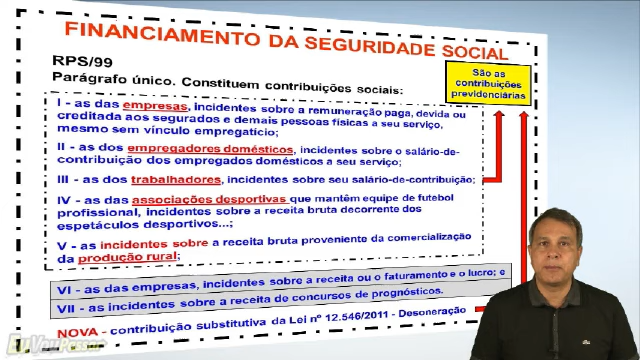 FINANCIAMENTO DA SEGURIDADE SOCIAL
RPS/99
Parágrafo único. Constituem contribuições sociais:
São as
contribuições
previdenciárias
I - as das empresas, incidentes sobre a remuneração paga, devida ou
creditada aos segurados e demais pessoas físicas a seu serviço,
mesmo sem vínculo empregatício;
II - as dos empregadores domésticos, incidentes sobre o salário-de-
contribuição dos empregados domésticos a seu serviço;
III - as dos trabalhadores, incidentes sobre seu salário-de-contribuição;
IV - as das associações desportivas que mantêm equipe de futebol
profissional, incidentes sobre a receita bruta decorrente dos
espetáculos desportivos...;
V - as incidentes sobre a receita bruta proveniente da comercialização
da produção rural;
VI - as das empresas, incidentes sobre a receita ou o faturamento e o lucro; e
VII - as incidentes sobre a receita de concursos de prognósticos.
NOVA - contribuição substitutiva da Lei nº 12.546/2011 - Desoneração
EuVouPassar